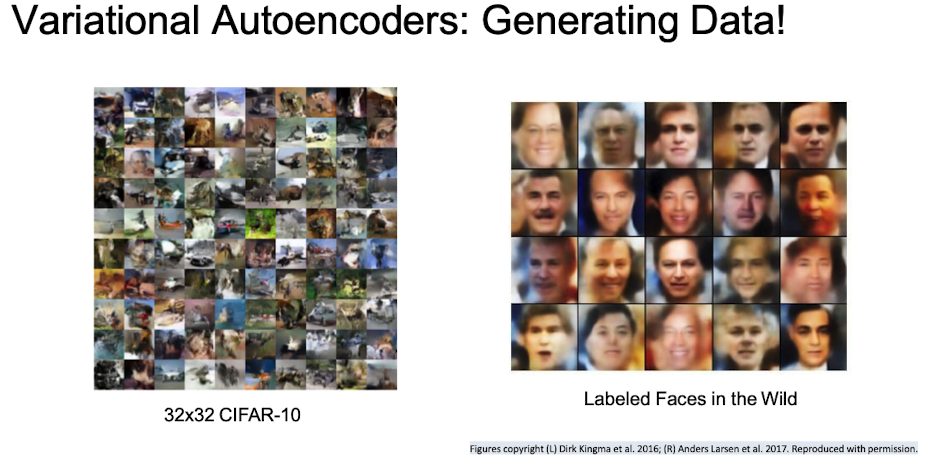 Variational Autoencoders: Generating Data!
32x32 CIFAR-10
Labeled Faces in the Wild
Figures copyright (L) Dirk Kingma et al. 2016; (R) Anders Larsen et al. 2017. Reproduced with permission.